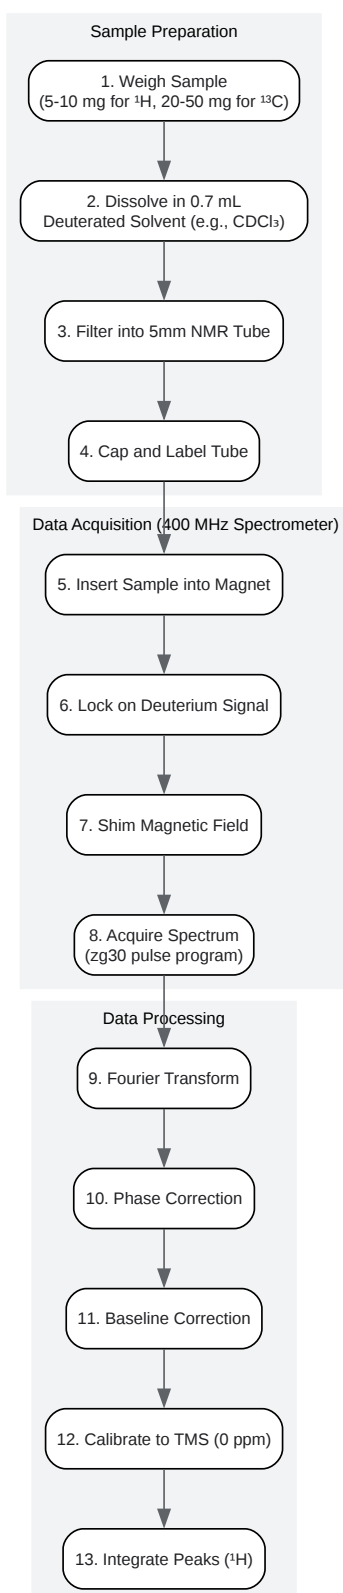 Sample Preparation
1. Weigh Sample
(5-10 mg for ¹H, 20-50 mg for ¹³C)
2. Dissolve in 0.7 mL
Deuterated Solvent (e.g., CDCl₃)
3. Filter into 5mm NMR Tube
4. Cap and Label Tube
Data Acquisition (400 MHz Spectrometer)
5. Insert Sample into Magnet
6. Lock on Deuterium Signal
7. Shim Magnetic Field
8. Acquire Spectrum
(zg30 pulse program)
Data Processing
9. Fourier Transform
10. Phase Correction
11. Baseline Correction
12. Calibrate to TMS (0 ppm)
13. Integrate Peaks (¹H)